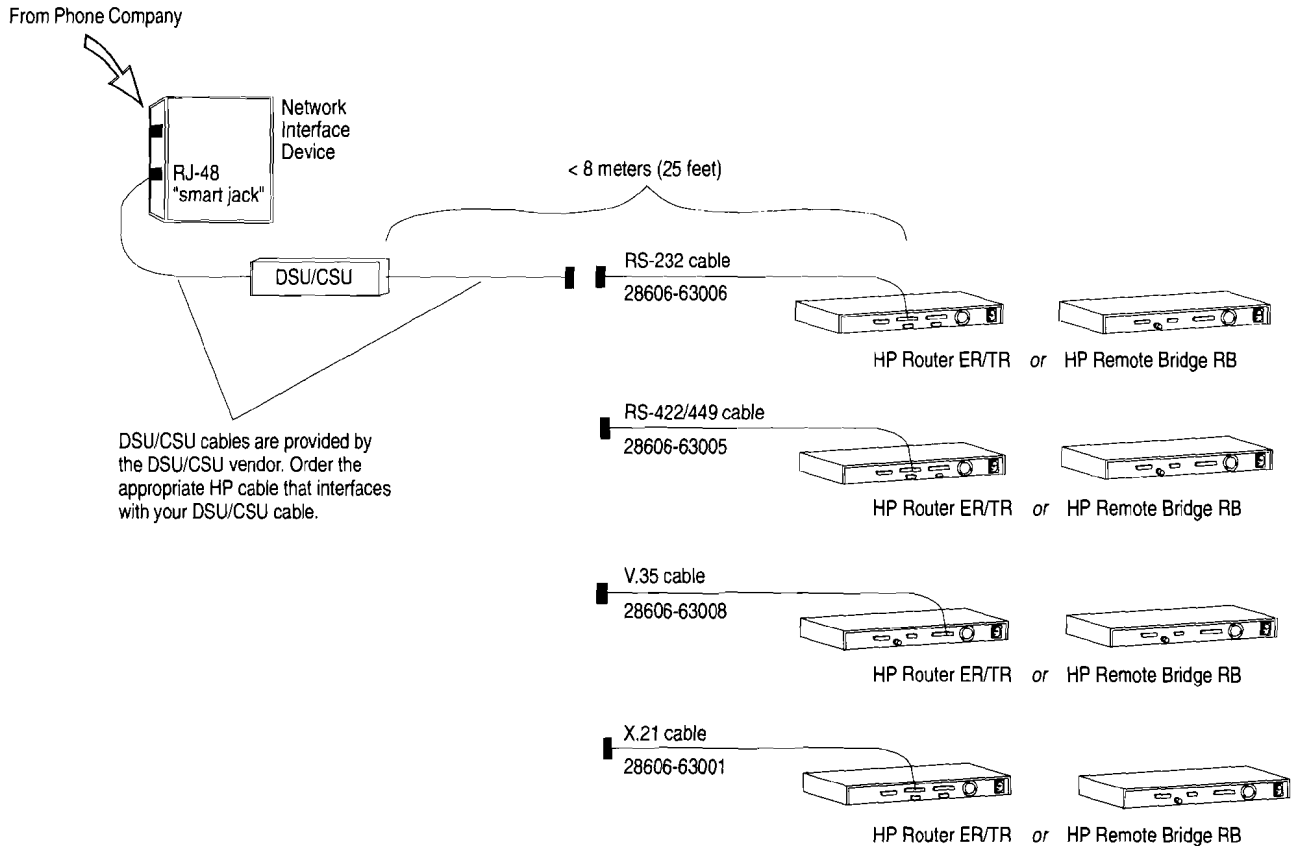 From Phone Company
Network
Interface
Device
RJ-48
"smart jack"
< 8 meters (25 feet)
DSU/CSU
RS-232 cable
28606-63006
HP Router ER/TR or HP Remote Bridge RB
DSU/CSU cables are provided by
the DSU/CSU vendor. Order the
appropriate HP cable that interfaces
with your DSU/CSU cable.
RS-422/449 cable
28606-63005
HP Router ER/TR or HP Remote Bridge RB
V.35 cable
28606-63008
HP Router ER/TR or HP Remote Bridge RB
X.21 cable
28606-63001
HP Router ER/TR or HP Remote Bridge RB